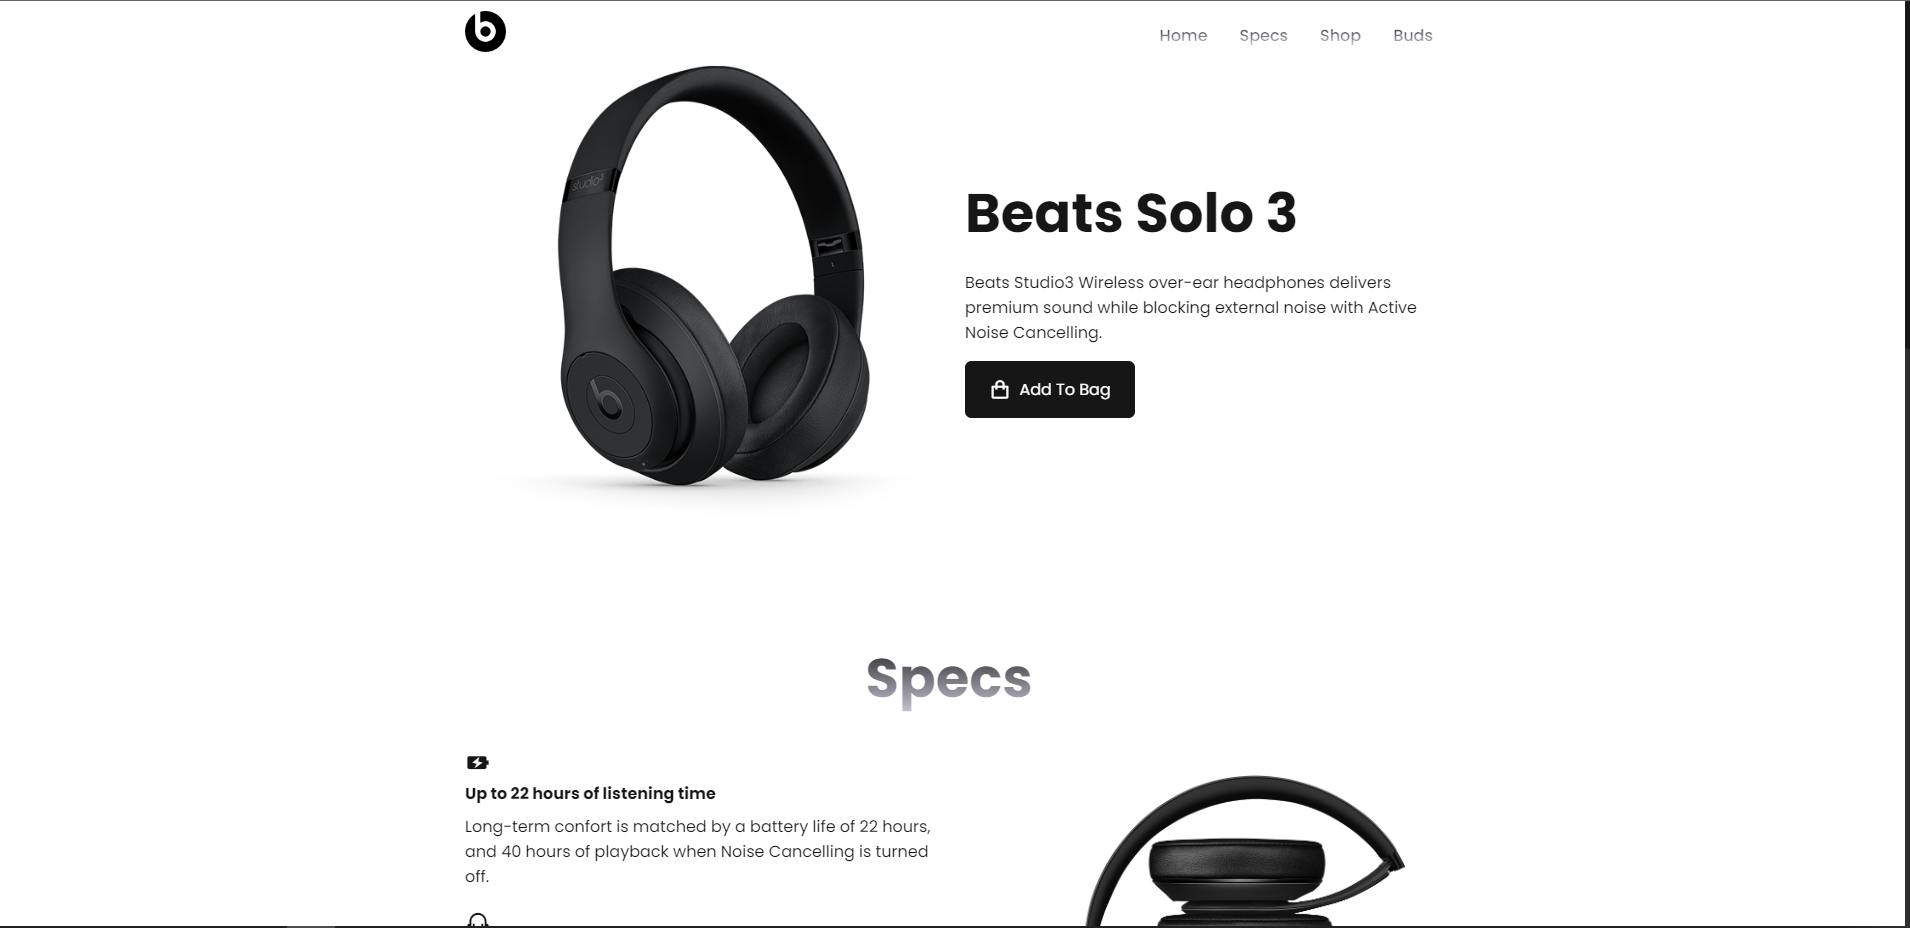 Home Specs Shop Buds
studio3
Beats Solo 3
L
Beats Studio3 Wireless over-ear headphones delivers
premium sound while blocking external noise with Active
Noise Cancelling.
Add To Bag
Specs
Up to 22 hours of listening time
Long-term confort is matched by a battery life of 22 hours,
and 40 hours of playback when Noise Cancelling is turned
off.